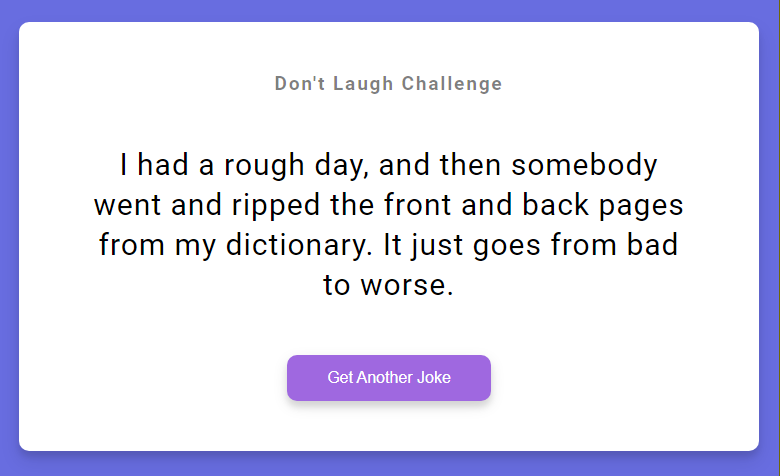 Don't Laugh Challenge
I had a rough day, and then somebody
went and ripped the front and back pages
from my dictionary. It just goes from bad
to worse.
Get Another Joke